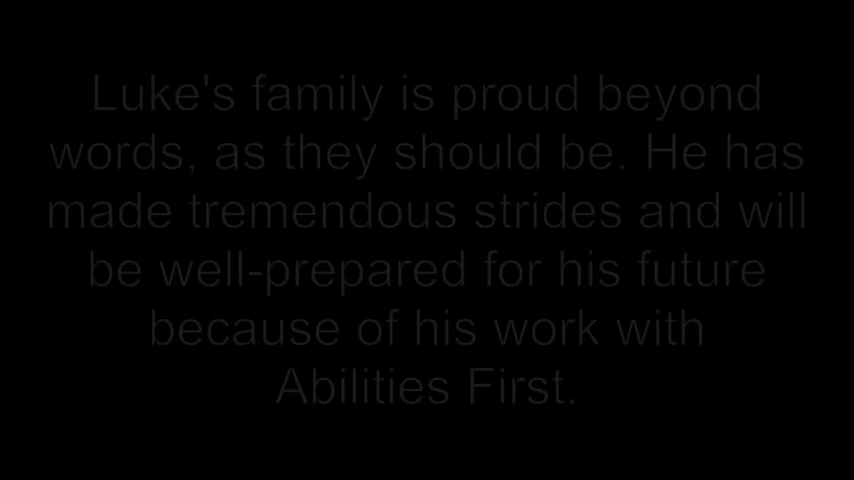 Luke's family is proud beyond
words, as they should be. He has
made tremendous strides and will
be well-prepared for his future
because of his work with
Abilities First.